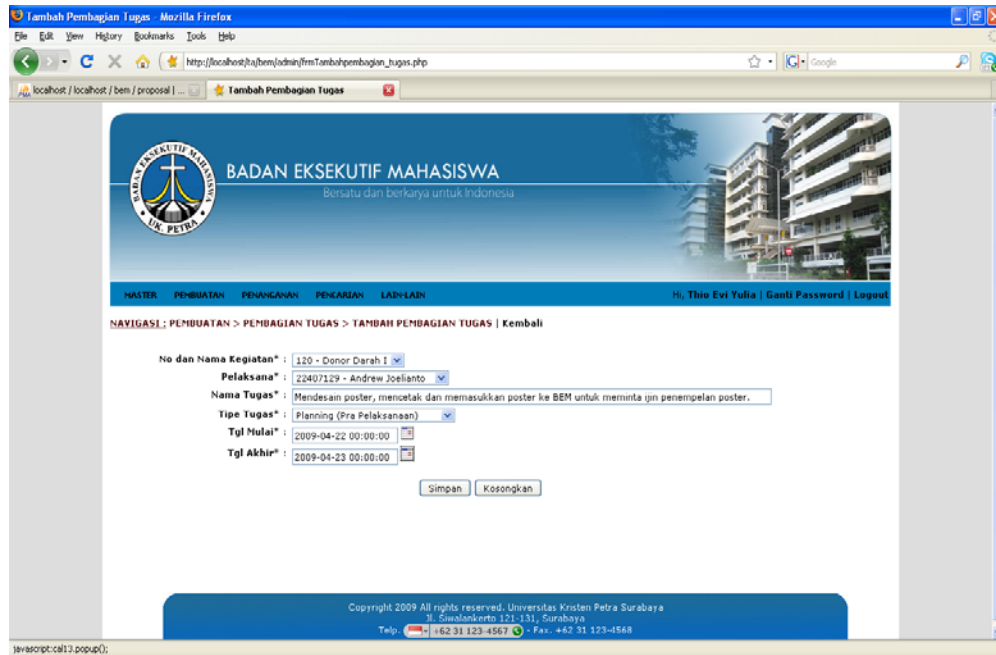 Tambah Pembagian Tugas - Mozilla Firefox
File Edit View History Bookmarks Tools Help
http://localhost/ta/bem/admin/frmTambahpembagian_tugas.php
Google
localhost / localhost / bem / proposal | ...
Tambah Pembagian Tugas
BADAN EKSEKUTIF MAHASISWA
UK. PETRA
BADAN EKSEKUTIF MAHASISWA
Bersatu dan berkarya untuk Indonesia
MASTER PEMBUATAN PENANGANAN PENCARIAN LAIN-LAIN
Hi, Thio Evi Yulia | Ganti Password | Logout
NAVIGASI : PEMBUATAN > PEMBAGIAN TUGAS > TAMBAH PEMBAGIAN TUGAS | Kembali
No dan Nama Kegiatan* : 120 - Donor Darah I
Pelaksana* : 22407129 - Andrew Joelianto
Nama Tugas* : Mendesain poster, mencetak dan memasukkan poster ke BEM untuk meminta ijin penempelan poster.
Tipe Tugas* : Planning (Pra Pelaksanaan)
Tgl Mulai* : 2009-04-22 00:00:00
Tgl Akhir* : 2009-04-23 00:00:00
Simpan Kosongkan
Copyright 2009 All rights reserved. Universitas Kristen Petra Surabaya
Jl. Siwalankerto 121-131, Surabaya
Telp. +62 31 123-4567 - Fax. +62 31 123-4568
javascript:cal13.popup();